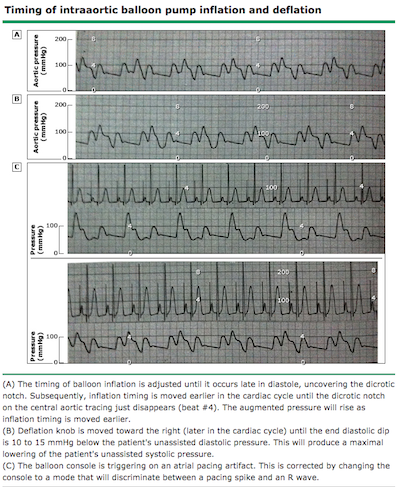 Timing of intraaortic balloon pump inflation and deflation
A
Aortic pressure
(mmHg)
200
100
0
8
4
0
8
4
0
B
Aortic pressure
(mmHg)
200
100
0
8
4
0
200
100
0
8
4
0
C
Pressure
(mmHg)
100
0
4
100
4
4
0
4
0
Pressure
(mmHg)
100
0
8
200
8
4
100
4
0
0
(A) The timing of balloon inflation is adjusted until it occurs late in diastole, uncovering the dicrotic
notch. Subsequently, inflation timing is moved earlier in the cardiac cycle until the dicrotic notch
on the central aortic tracing just disappears (beat #4). The augmented pressure will rise as
inflation timing is moved earlier.
(B) Deflation knob is moved toward the right (later in the cardiac cycle) until the end diastolic dip
is 10 to 15 mmHg below the patient's unassisted diastolic pressure. This will produce a maximal
lowering of the patient's unassisted systolic pressure.
(C) The balloon console is triggering on an atrial pacing artifact. This is corrected by changing the
console to a mode that will discriminate between a pacing spike and an R wave.